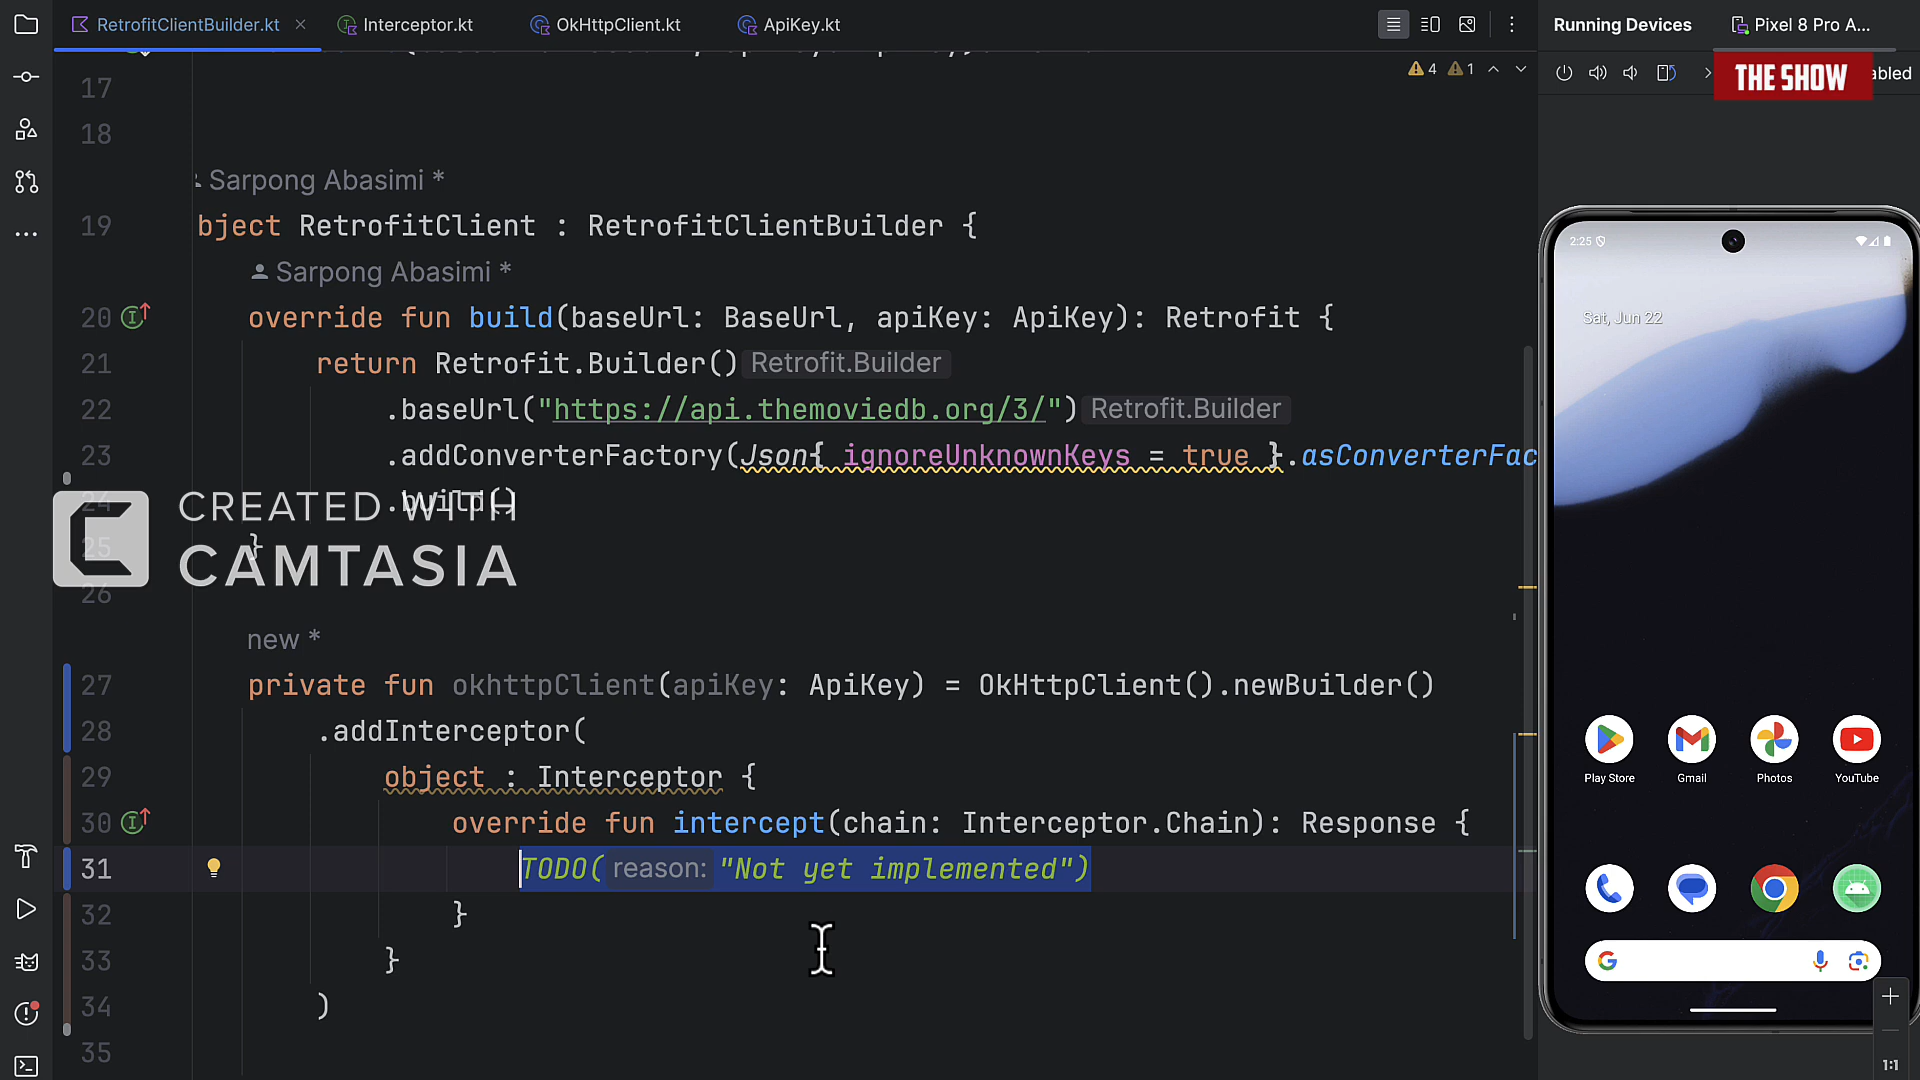 RetrofitClientBuilder.kt
Interceptor.kt
OkHttpClient.kt
ApiKey.kt
Running Devices
Pixel 8 Pro A...
4
1
THE SHOW
abled
17
18
Sarpong Abasimi *
19 bject RetrofitClient : RetrofitClientBuilder {
Sarpong Abasimi *
20 override fun build(baseUrl: BaseUrl, apiKey: ApiKey): Retrofit {
21 return Retrofit.Builder() Retrofit.Builder
22 .baseUrl("https://api.themoviedb.org/3/") Retrofit.Builder
23 .addConverterFactory(Json{ ignoreUnknownKeys = true }.asConverterFac
24 .build()
CREATED WITH
25 }
CAMTASIA
26
new *
27 private fun okhttpClient(apiKey: ApiKey) = OkHttpClient().newBuilder()
28 .addInterceptor(
29 object : Interceptor {
30 override fun intercept(chain: Interceptor.Chain): Response {
31 TODO( reason: "Not yet implemented")
32 }
33 }
34 )
35
2:25
Sat, Jun 22
Play Store
Gmail
Photos
YouTube
1:1